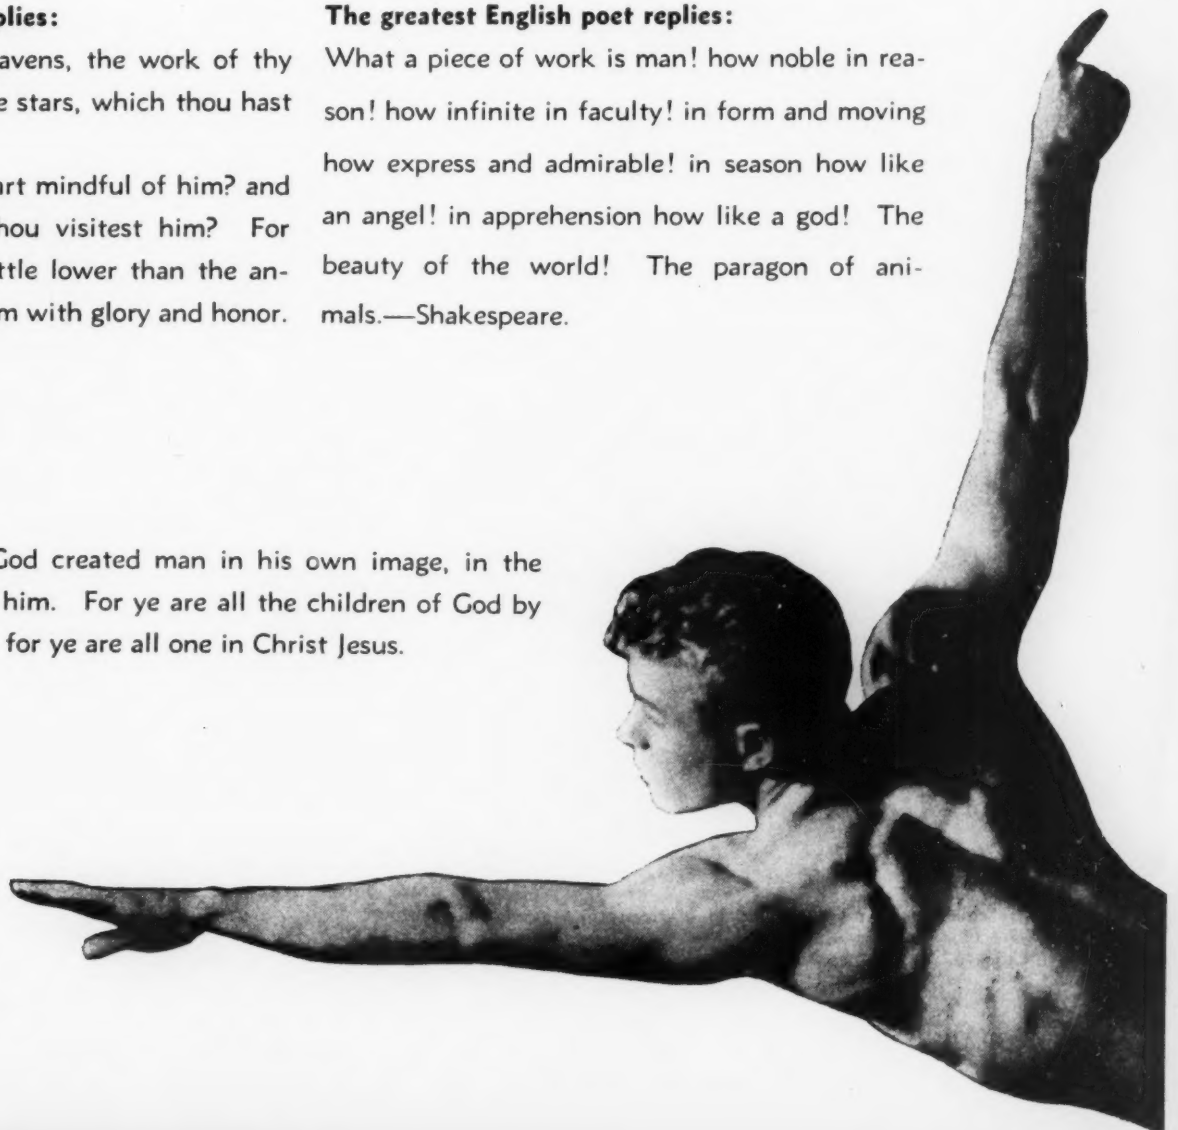 plies:
avens, the work of thy
e stars, which thou hast
art mindful of him? and
hou visitest him? For
ttle lower than the an-
m with glory and honor.
The greatest English poet replies:
What a piece of work is man! how noble in rea-
son! how infinite in faculty! in form and moving
how express and admirable! in season how like
an angel! in apprehension how like a god! The
beauty of the world! The paragon of ani-
mals.—Shakespeare.
God created man in his own image, in the
him. For ye are all the children of God by
for ye are all one in Christ Jesus.